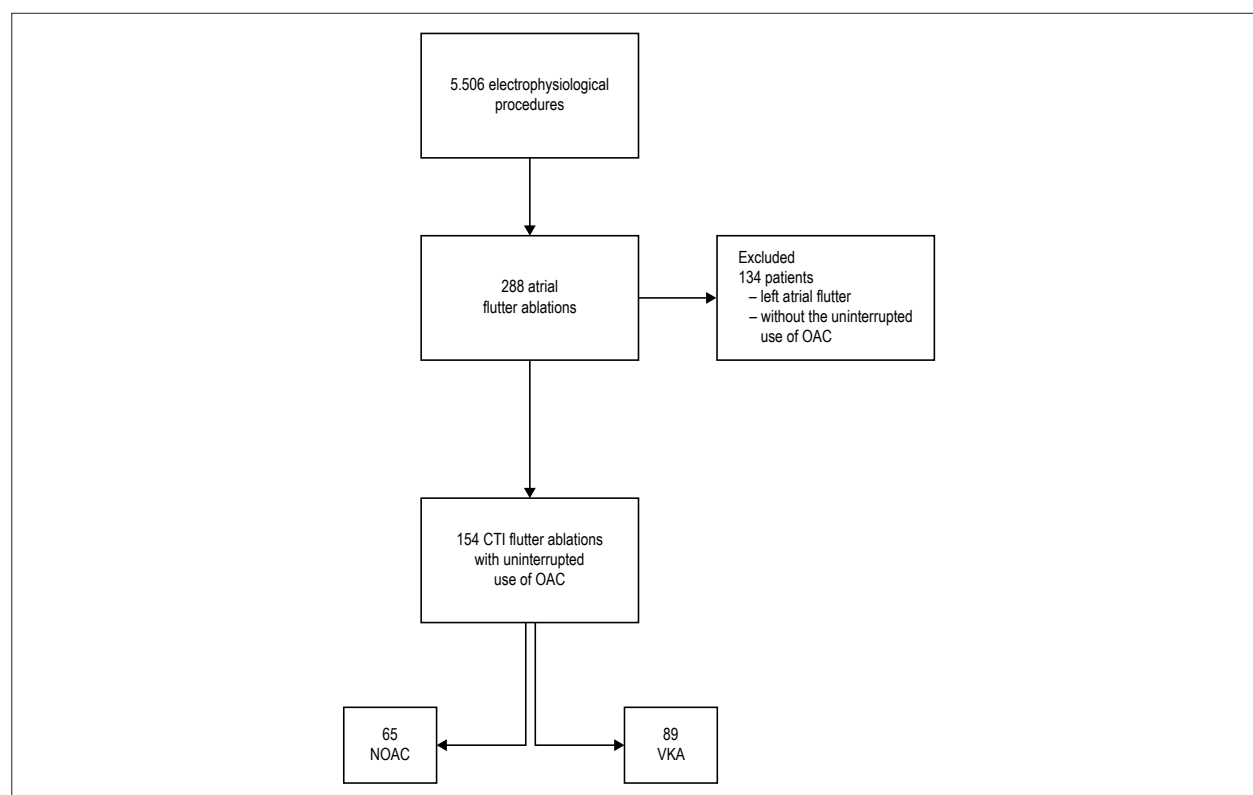 5.506 electrophysiological
procedures
288 atrial
flutter ablations
Excluded
134 patients
– left atrial flutter
– without the uninterrupted
use of OAC
154 CTI flutter ablations
with uninterrupted
use of OAC
65
NOAC
89
VKA